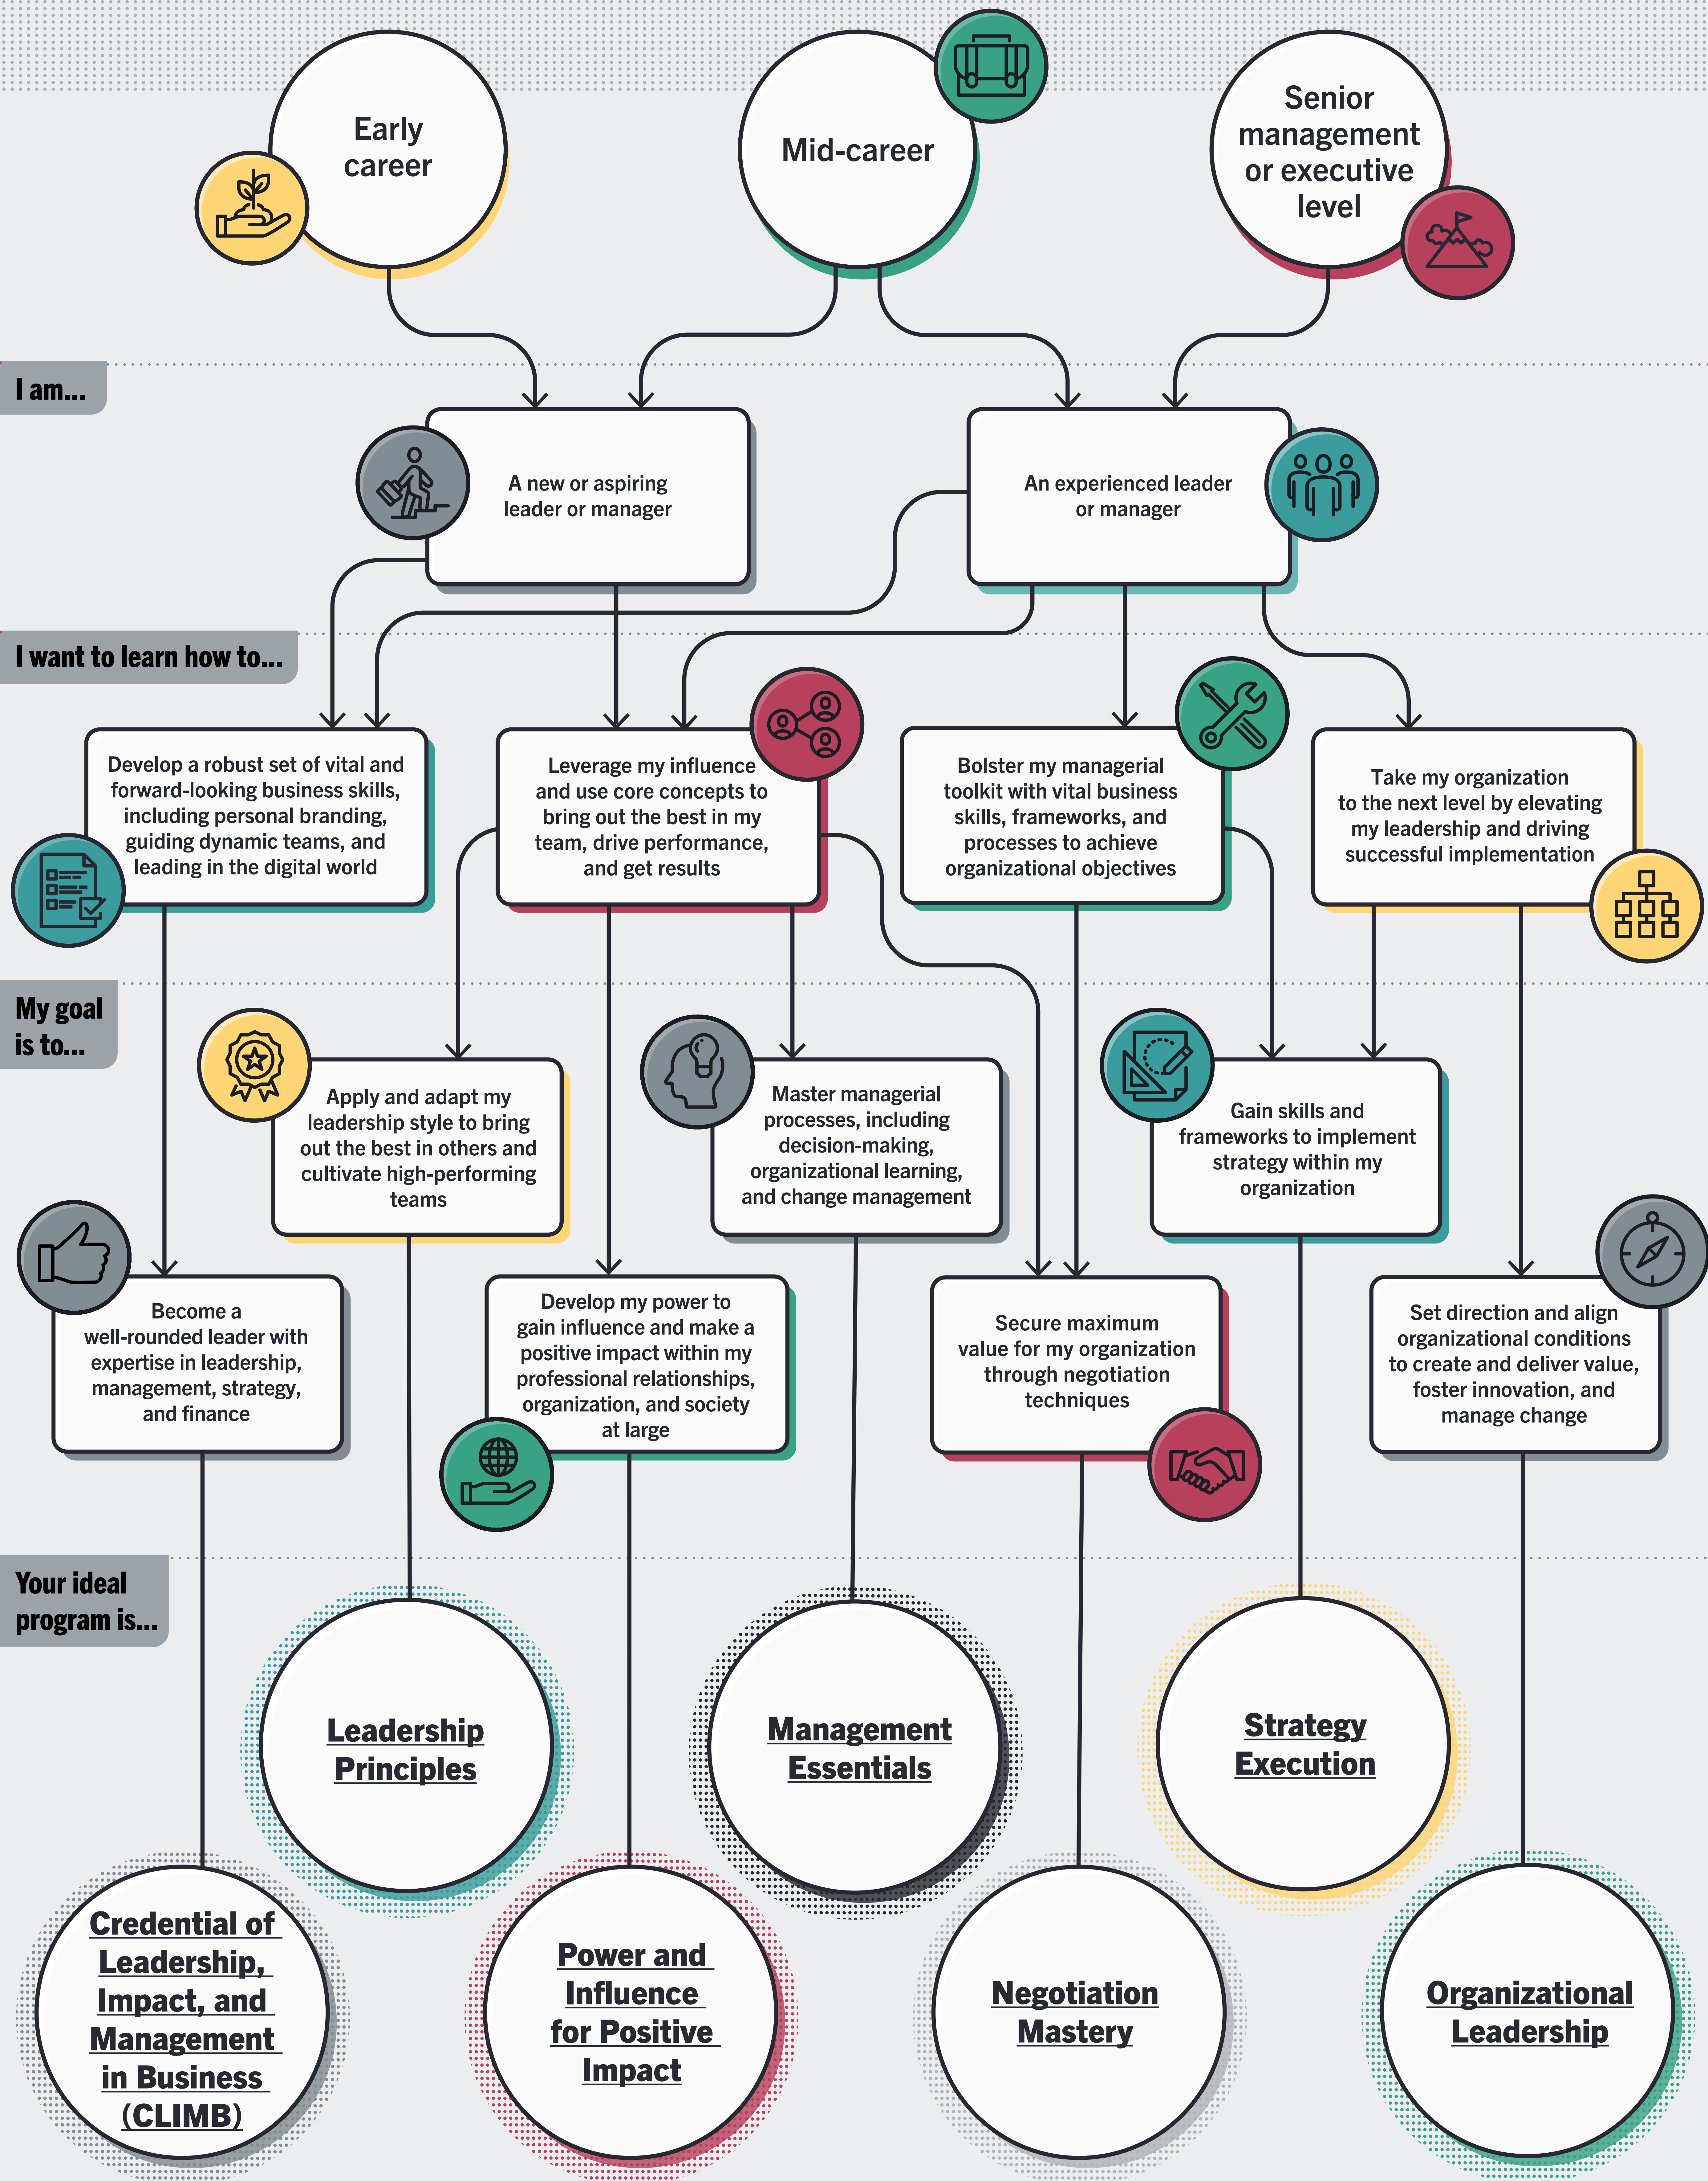 Early
career
Mid-career
Senior
management
or executive
level
I am...
A new or aspiring
leader or manager
An experienced leader
or manager
I want to learn how to...
Develop a robust set of vital and
forward-looking business skills,
including personal branding,
guiding dynamic teams, and
leading in the digital world
Leverage my influence
and use core concepts to
bring out the best in my
team, drive performance,
and get results
Bolster my managerial
toolkit with vital business
skills, frameworks, and
processes to achieve
organizational objectives
Take my organization
to the next level by elevating
my leadership and driving
successful implementation
My goal
is to...
Apply and adapt my
leadership style to bring
out the best in others and
cultivate high-performing
teams
Master managerial
processes, including
decision-making,
organizational learning,
and change management
Gain skills and
frameworks to implement
strategy within my
organization
Become a
well-rounded leader with
expertise in leadership,
management, strategy,
and finance
Develop my power to
gain influence and make a
positive impact within my
professional relationships,
organization, and society
at large
Secure maximum
value for my organization
through negotiation
techniques
Set direction and align
organizational conditions
to create and deliver value,
foster innovation, and
manage change
Your ideal
program is...
Leadership
Principles
Management
Essentials
Strategy
Execution
Credential of
Leadership,
Impact, and
Management
in Business
(CLIMB)
Power and
Influence
for Positive
Impact
Negotiation
Mastery
Organizational
Leadership